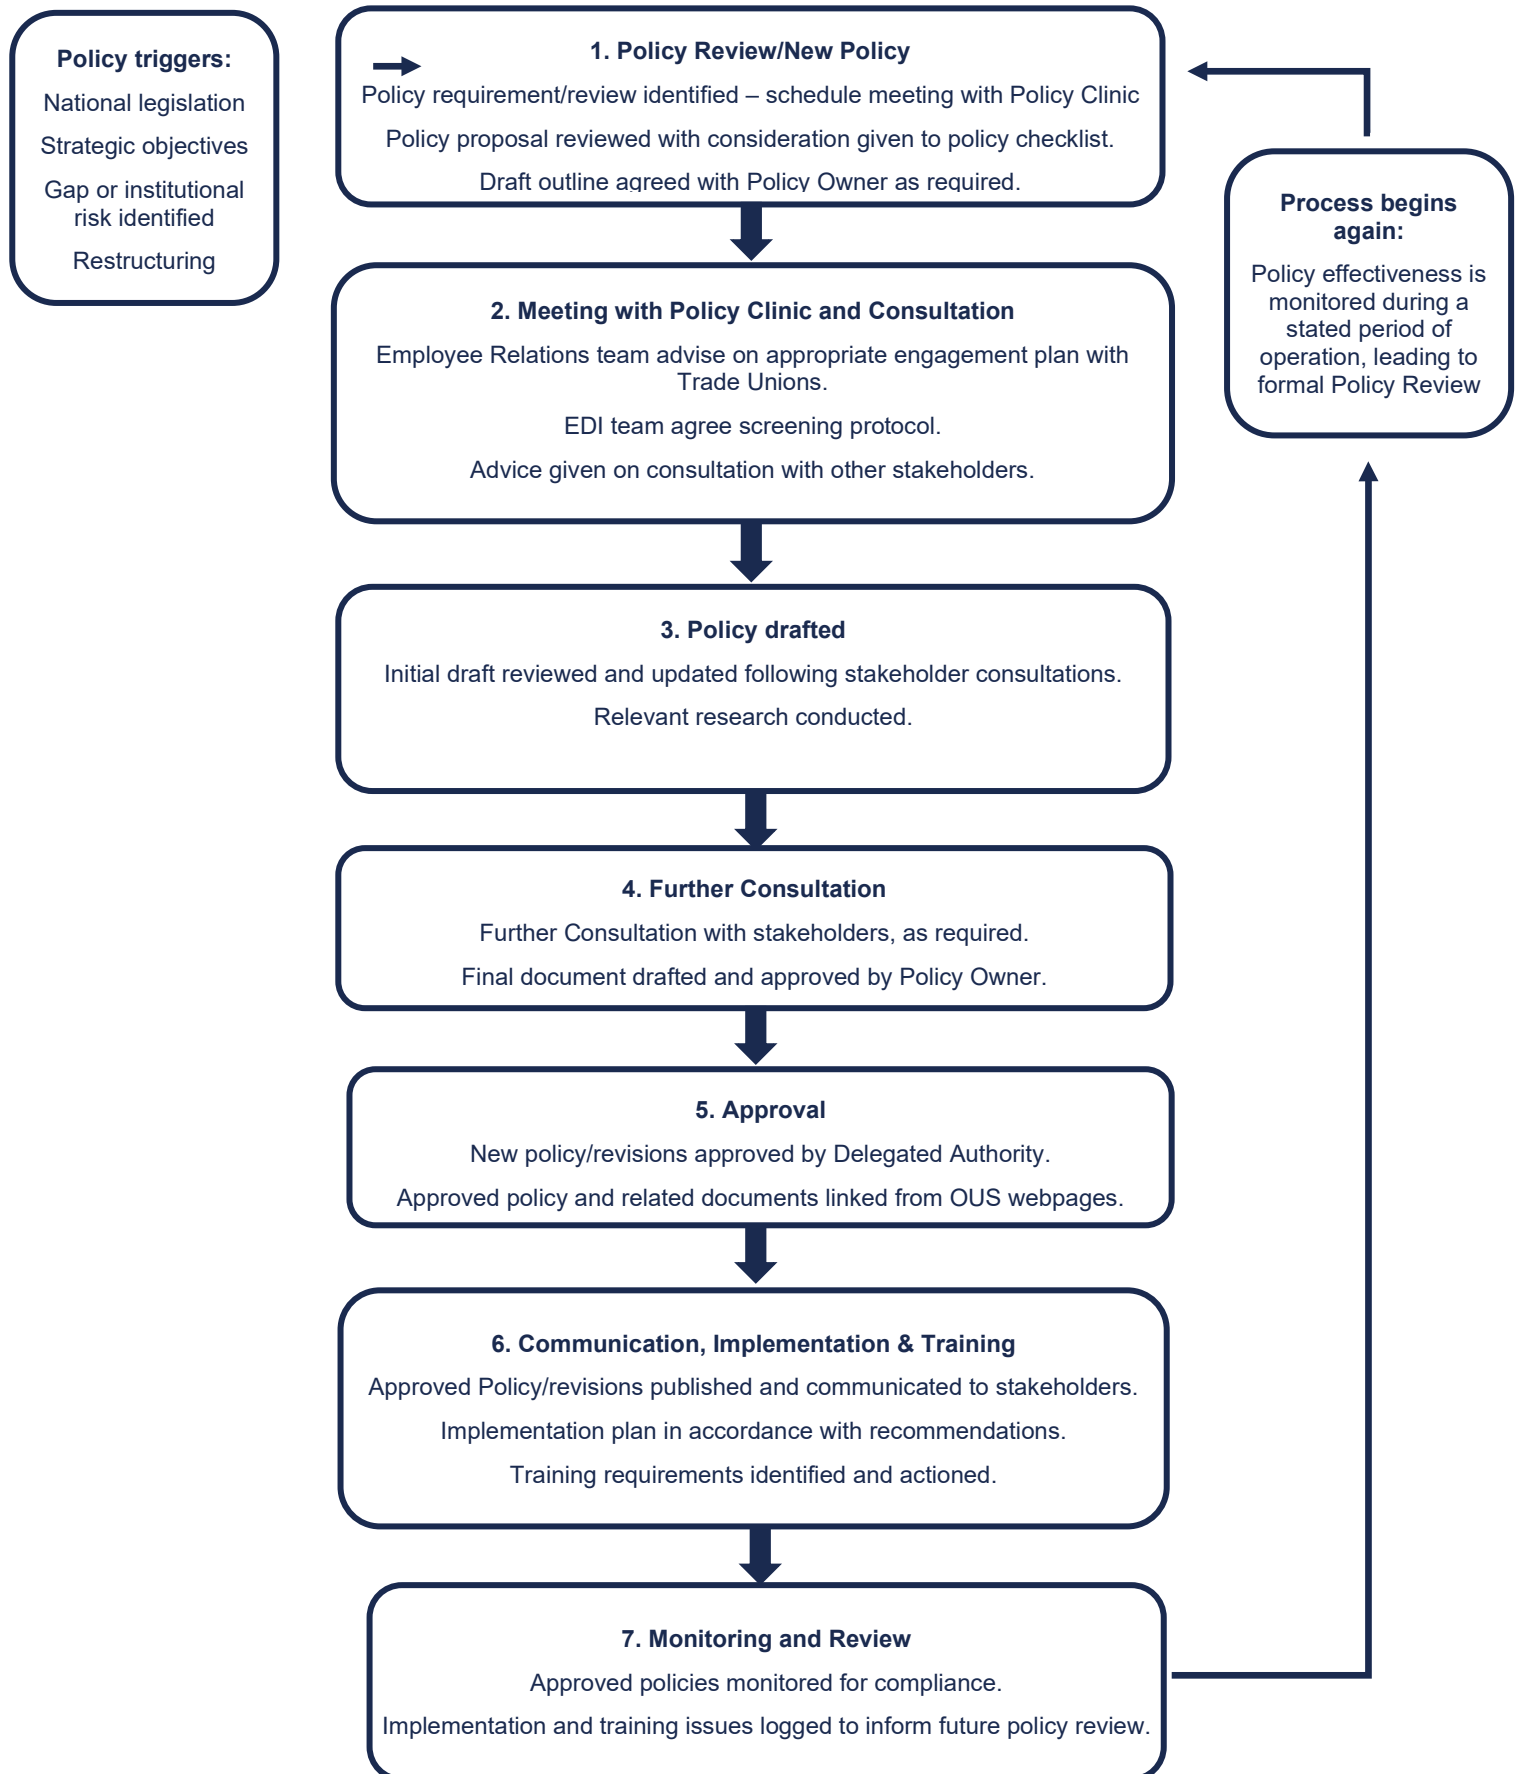 Policy triggers:
National legislation
Strategic objectives
Gap or institutional
risk identified
Restructuring
1. Policy Review/New Policy
Policy requirement/review identified – schedule meeting with Policy Clinic
Policy proposal reviewed with consideration given to policy checklist.
Draft outline agreed with Policy Owner as required.
Process begins
again:
Policy effectiveness is
monitored during a
stated period of
operation, leading to
formal Policy Review
2. Meeting with Policy Clinic and Consultation
Employee Relations team advise on appropriate engagement plan with
Trade Unions.
EDI team agree screening protocol.
Advice given on consultation with other stakeholders.
3. Policy drafted
Initial draft reviewed and updated following stakeholder consultations.
Relevant research conducted.
4. Further Consultation
Further Consultation with stakeholders, as required.
Final document drafted and approved by Policy Owner.
5. Approval
New policy/revisions approved by Delegated Authority.
Approved policy and related documents linked from OUS webpages.
6. Communication, Implementation & Training
Approved Policy/revisions published and communicated to stakeholders.
Implementation plan in accordance with recommendations.
Training requirements identified and actioned.
7. Monitoring and Review
Approved policies monitored for compliance.
Implementation and training issues logged to inform future policy review.